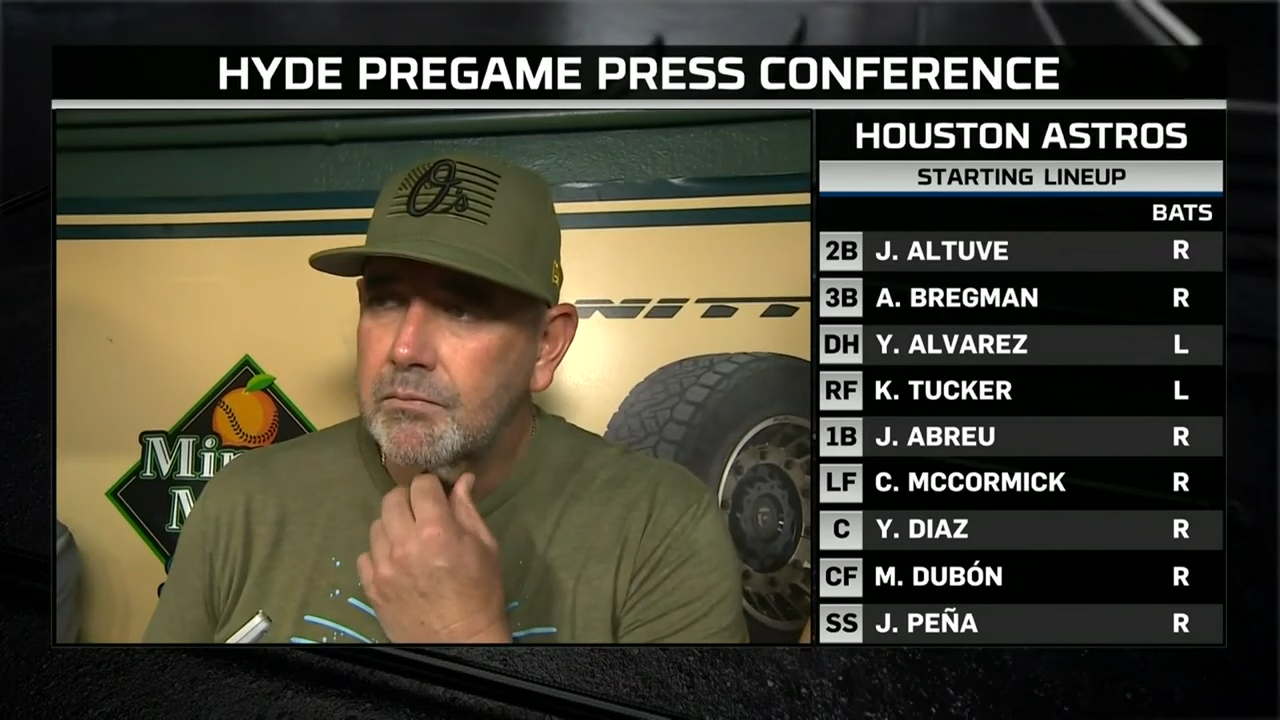 HYDE PREGAME PRESS CONFERENCE
O's
HOUSTON ASTROS
STARTING LINEUP
BATS
2B J. ALTUVE R
3B A. BREGMAN R
DH Y. ALVAREZ L
RF K. TUCKER L
1B J. ABREU R
LF C. MCCORMICK R
C Y. DIAZ R
CF M. DUBÓN R
SS J. PEÑA R